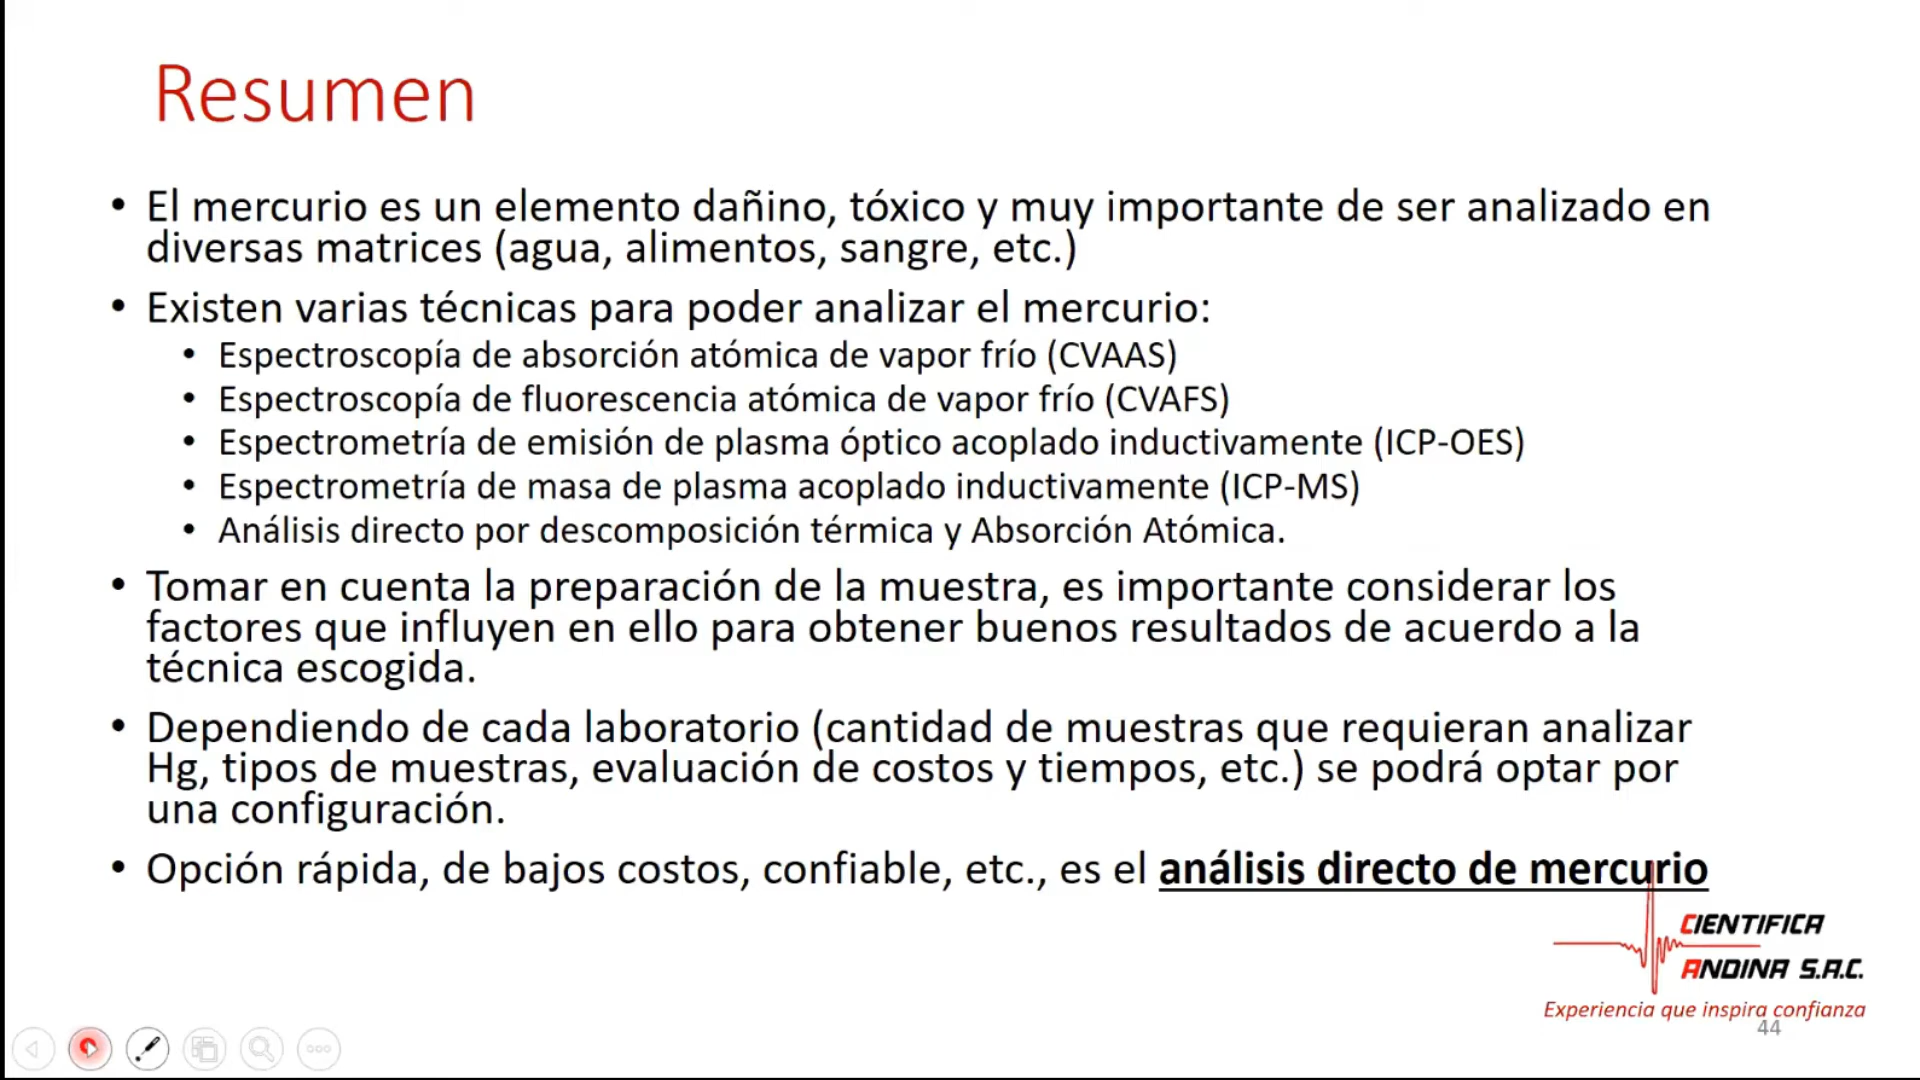 Resumen
• El mercurio es un elemento dañino, tóxico y muy importante de ser analizado en
diversas matrices (agua, alimentos, sangre, etc.)
• Existen varias técnicas para poder analizar el mercurio:
• Espectroscopía de absorción atómica de vapor frío (CVAAS)
• Espectroscopía de fluorescencia atómica de vapor frío (CVAFS)
• Espectrometría de emisión de plasma óptico acoplado inductivamente (ICP-OES)
• Espectrometría de masa de plasma acoplado inductivamente (ICP-MS)
• Análisis directo por descomposición térmica y Absorción Atómica.
• Tomar en cuenta la preparación de la muestra, es importante considerar los
factores que influyen en ello para obtener buenos resultados de acuerdo a la
técnica escogida.
• Dependiendo de cada laboratorio (cantidad de muestras que requieran analizar
Hg, tipos de muestras, evaluación de costos y tiempos, etc.) se podrá optar por
una configuración.
• Opción rápida, de bajos costos, confiable, etc., es el análisis directo de mercurio
CIENTIFICA
ANDINA S.A.C.
Experiencia que inspira confianza
44